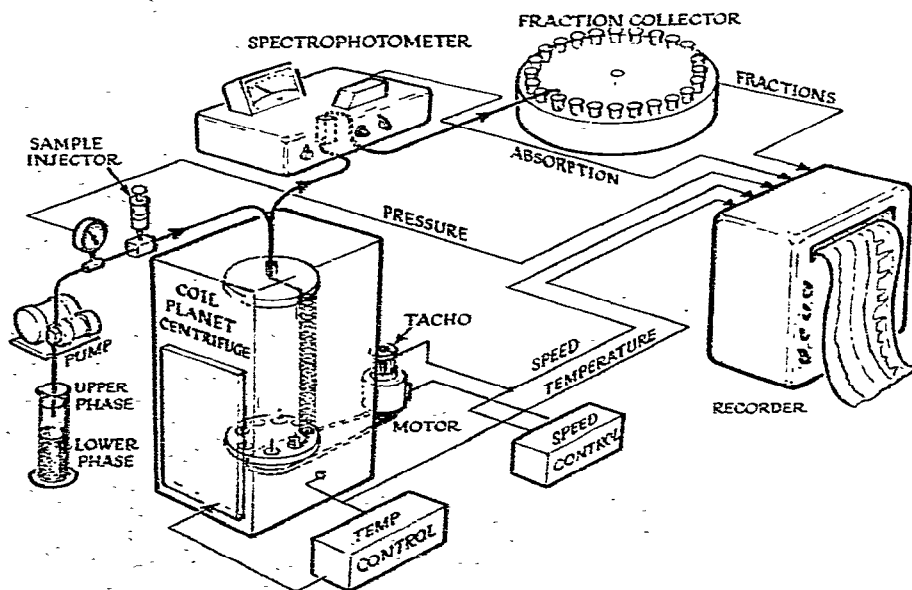 FRACTION COLLECTOR
SPECTROPHOTOMETER
FRACTIONS
SAMPLE
INJECTOR
ABSORPTION
PRESSURE
COIL
PLANET
CENTRIFUGE
TACHO
PUMP
SPEED
TEMPERATURE
UPPER
PHASE
LOWER
PHASE
MOTOR
RECORDER
SPEED
CONTROL
TEMP
CONTROL